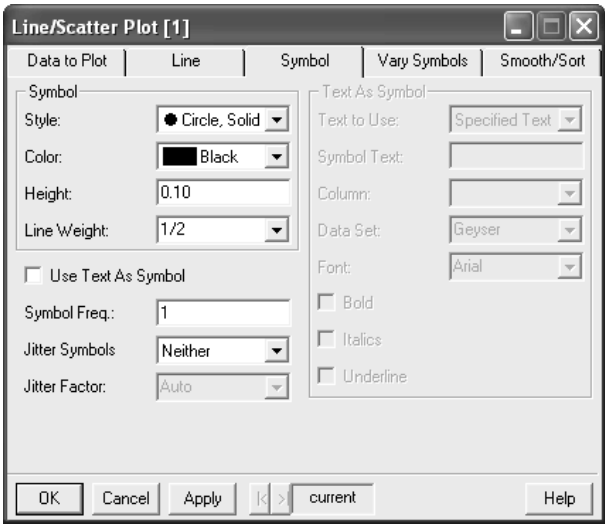 Line/Scatter Plot [1]
Data to Plot Line Symbol Vary Symbols Smooth/Sort
Symbol
Style: Circle, Solid
Color: Black
Height: 0.10
Line Weight: 1/2
Use Text As Symbol
Symbol Freq.: 1
Jitter Symbols Neither
Jitter Factor: Auto
Text As Symbol
Text to Use: Specified Text
Symbol Text:
Column:
Data Set: Geyser
Font: Arial
Bold
Italics
Underline
OK Cancel Apply current Help